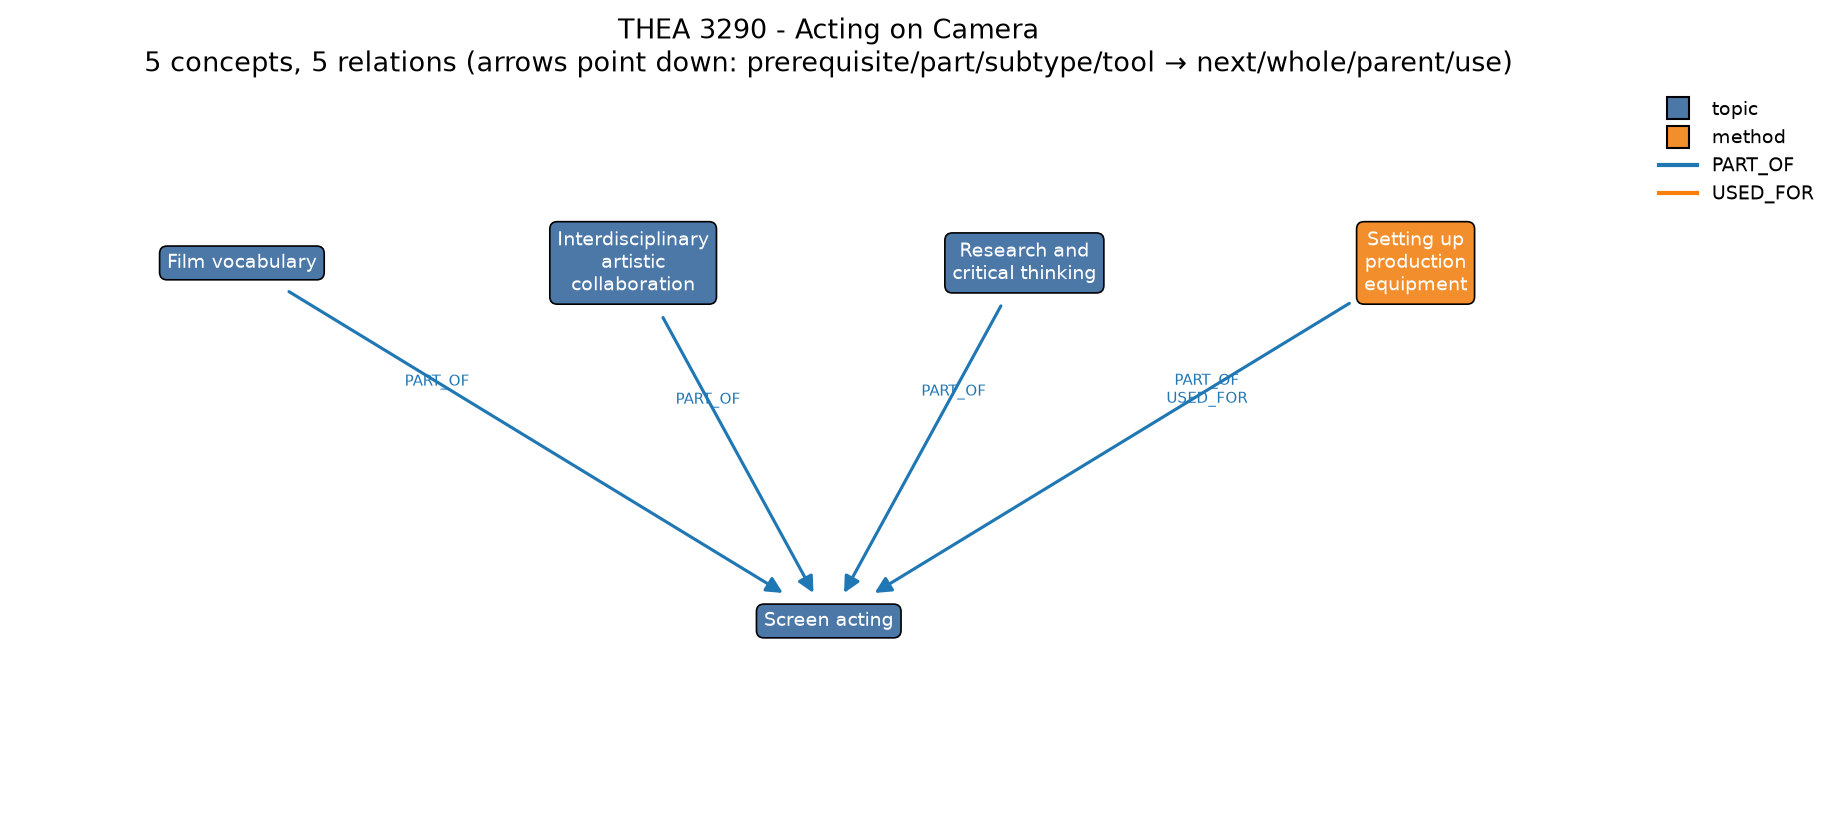 THEA 3290 - Acting on Camera
5 concepts, 5 relations (arrows point down: prerequisite/part/subtype/tool → next/whole/parent/use)
topic
method
PART_OF
USED_FOR
Film vocabulary
Interdisciplinary
artistic
collaboration
Research and
critical thinking
Setting up
production
equipment
PART_OF
PART_OF
PART_OF
PART_OF
USED_FOR
Screen acting